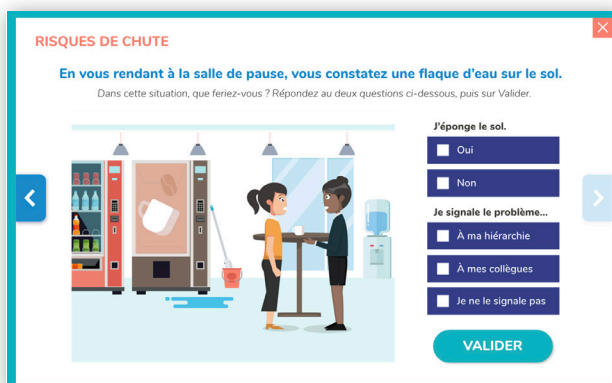 RISQUES DE CHUTE
En vous rendant à la salle de pause, vous constatez une flaque d'eau sur le sol.
Dans cette situation, que feriez-vous ? Répondez au deux questions ci-dessous, puis sur Valider.
J'éponge le sol.
Oui
Non
Je signale le problème...
À ma hiérarchie
À mes collègues
Je ne le signale pas
VALIDER